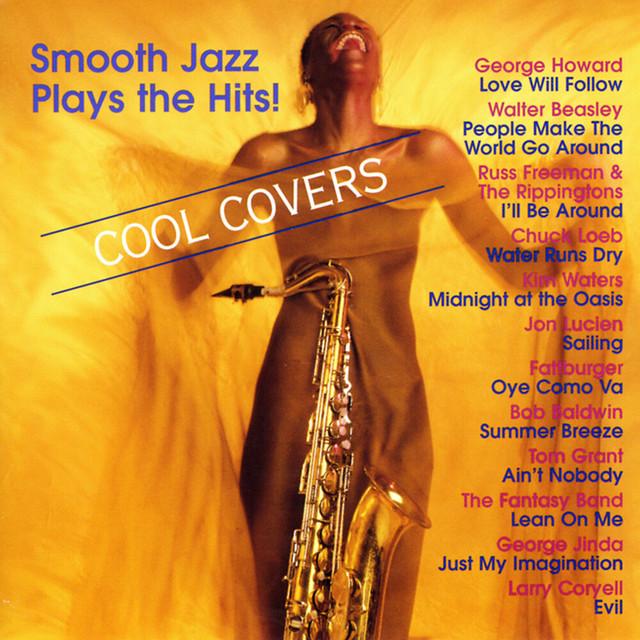 Smooth Jazz
Plays the Hits!
COOL COVERS
George Howard
Love Will Follow
Walter Beasley
People Make The
World Go Around
Russ Freeman &
The Rippingtons
I'll Be Around
Chuck Loeb
Water Runs Dry
Kim Waters
Midnight at the Oasis
Jon Lucien
Sailing
Fattburger
Oye Como Va
Bob Baldwin
Summer Breeze
Tom Grant
Ain't Nobody
The Fantasy Band
Lean On Me
George Jinda
Just My Imagination
Larry Coryell
Evil